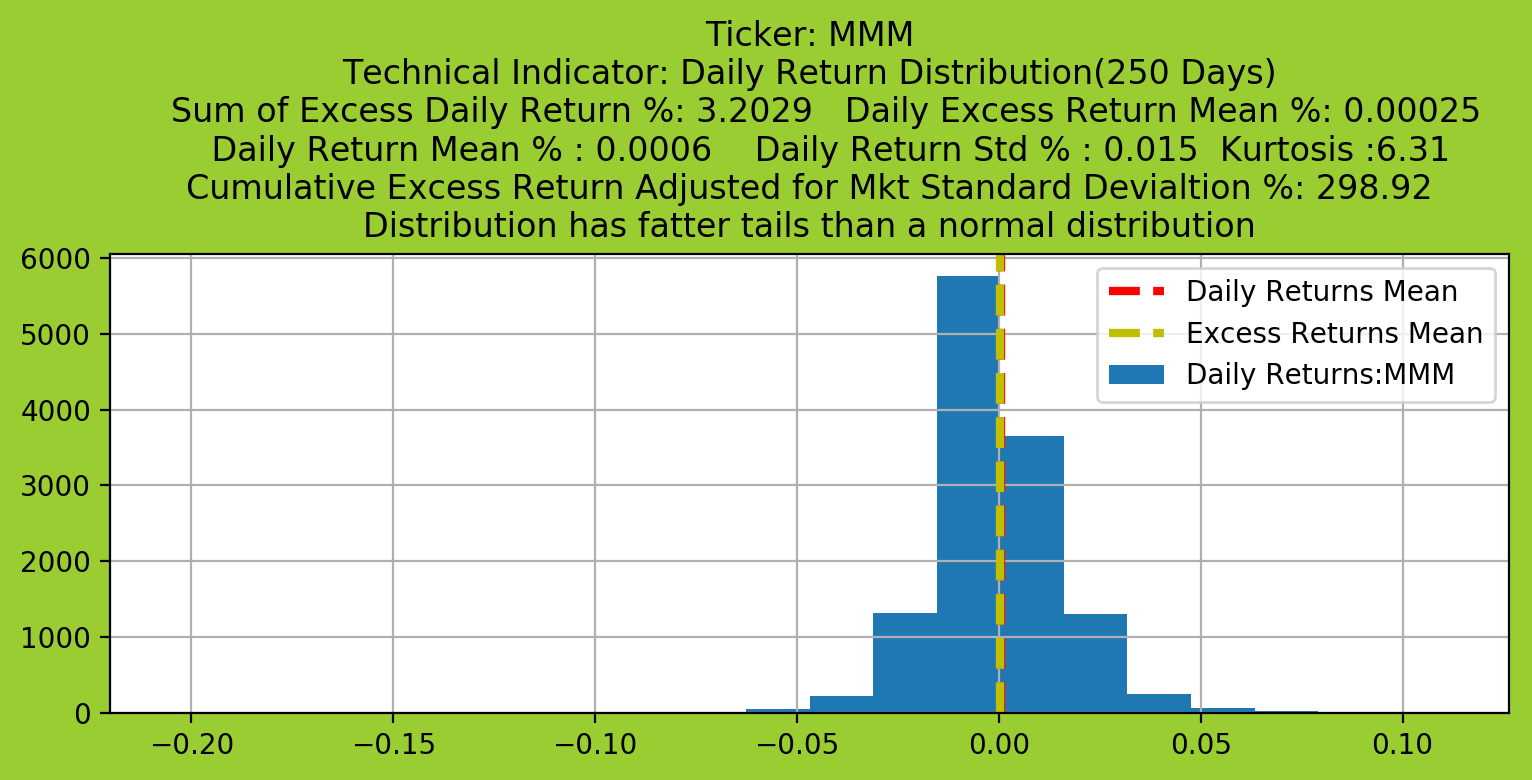 Ticker: MMM
Technical Indicator: Daily Return Distribution(250 Days)
Sum of Excess Daily Return %: 3.2029   Daily Excess Return Mean %: 0.00025
Daily Return Mean % : 0.0006    Daily Return Std % : 0.015  Kurtosis :6.31
Cumulative Excess Return Adjusted for Mkt Standard Devialtion %: 298.92
Distribution has fatter tails than a normal distribution
6000
5000
4000
3000
2000
1000
0
Daily Returns Mean
Excess Returns Mean
Daily Returns:MMM
−0.20 −0.15 −0.10 −0.05 0.00 0.05 0.10